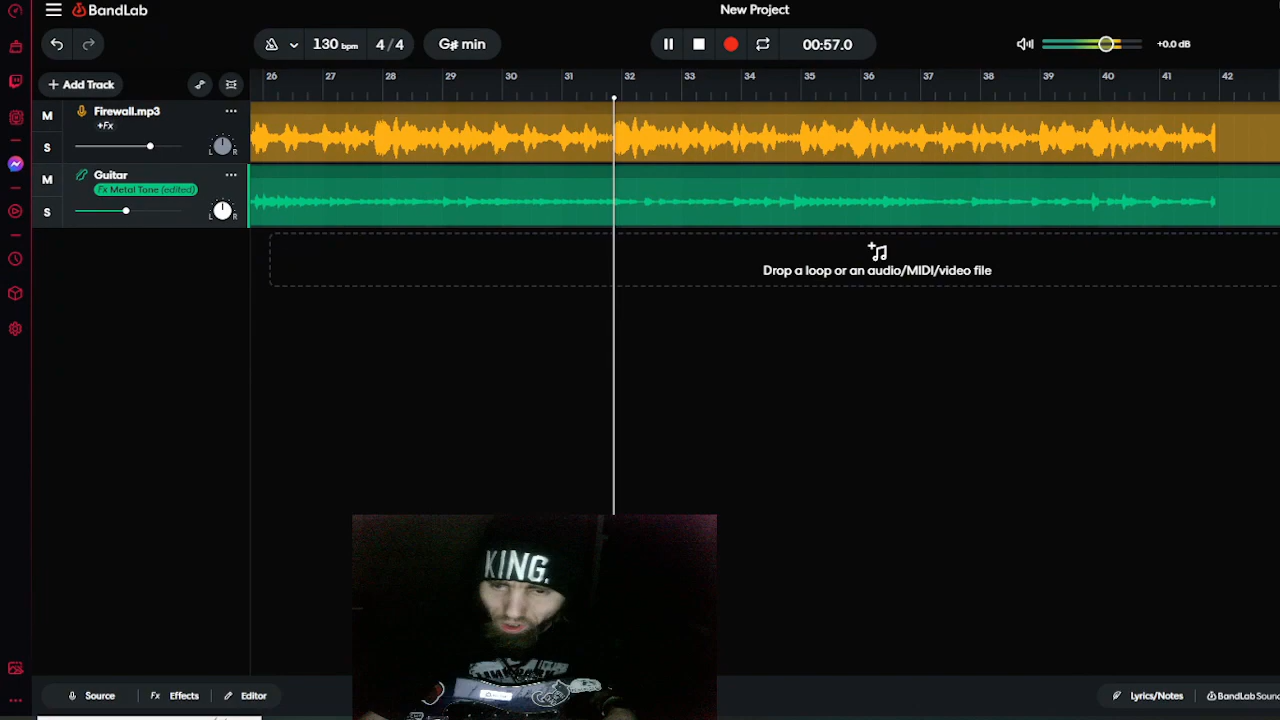 BandLab
New Project
130 bpm
4/4
G# min
00:57.0
+0.0 dB
+ Add Track
26 27 28 29 30 31 32 33 34 35 36 37 38 39 40 41 42
M
Firewall.mp3
+Fx
S
L R
M
Guitar
Fx Metal Tone (edited)
S
L R
Drop a loop or an audio/MIDI/video file
KING.
Source
Fx Effects
Editor
Lyrics/Notes
BandLab Soun